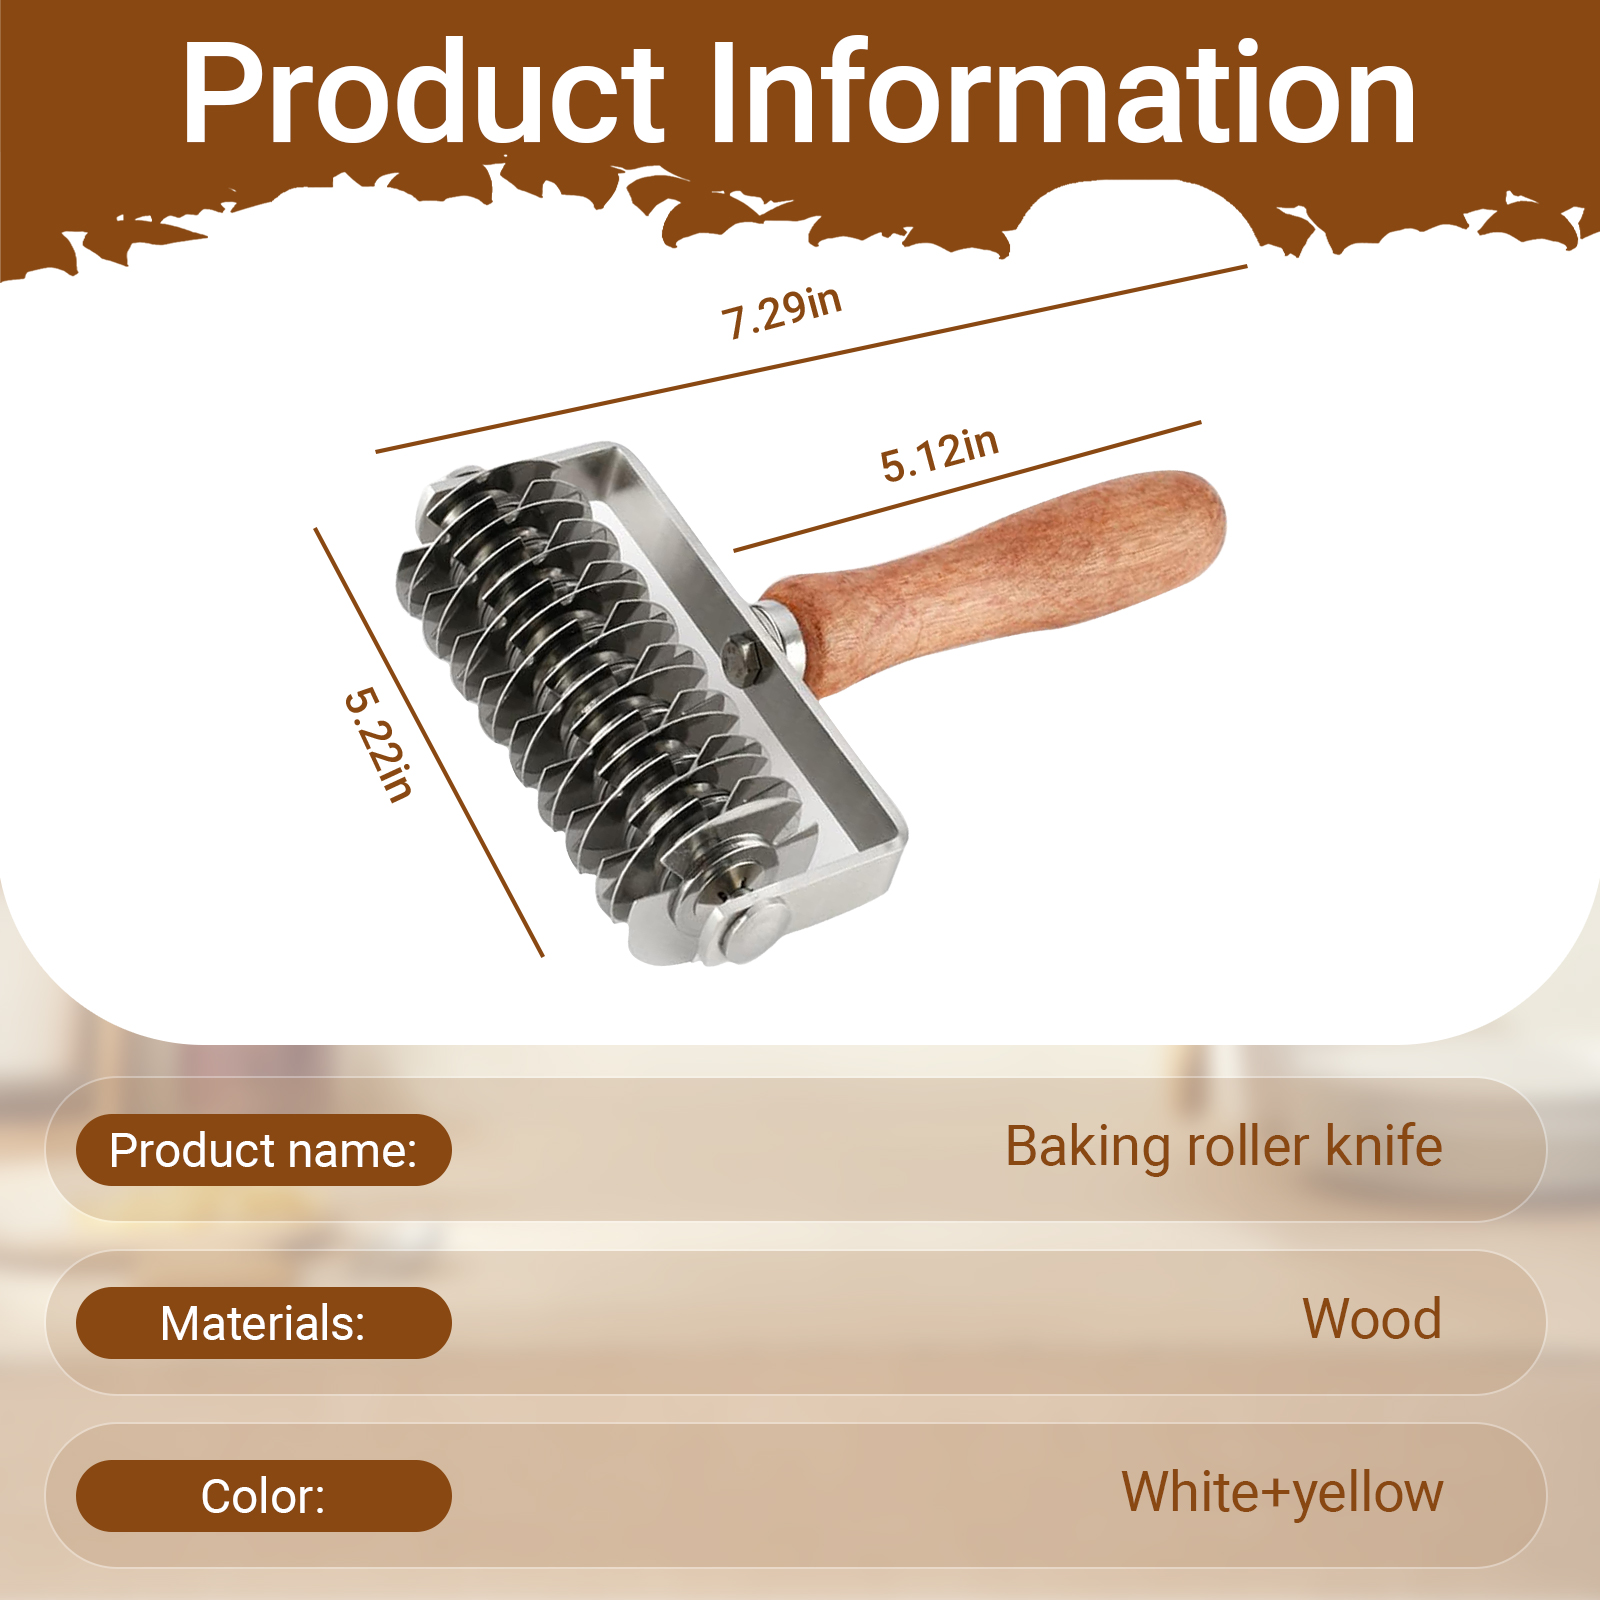 Product Information
7.29in
5.12in
5.22in
Product name: Baking roller knife
Materials: Wood
Color: White+yellow